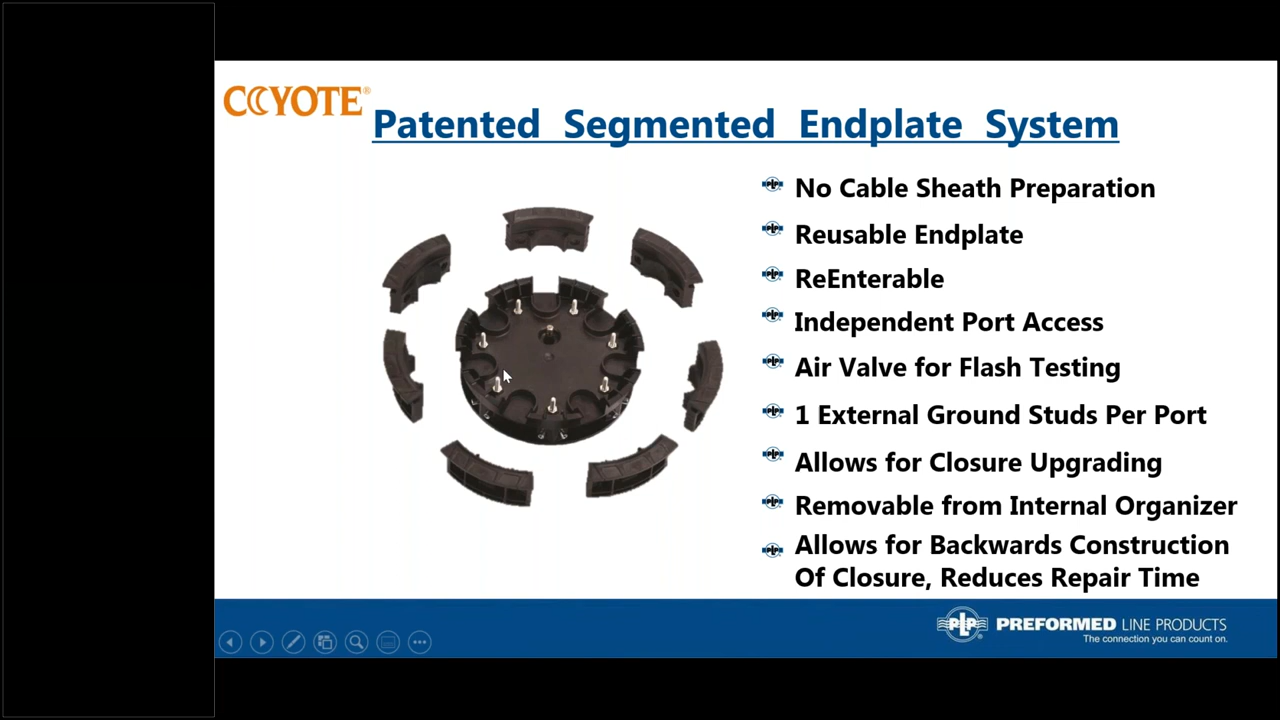 COYOTE®
Patented Segmented Endplate System
No Cable Sheath Preparation
Reusable Endplate
ReEnterable
Independent Port Access
Air Valve for Flash Testing
1 External Ground Studs Per Port
Allows for Closure Upgrading
Removable from Internal Organizer
Allows for Backwards Construction
Of Closure, Reduces Repair Time
PLP® PREFORMED LINE PRODUCTS
The connection you can count on.